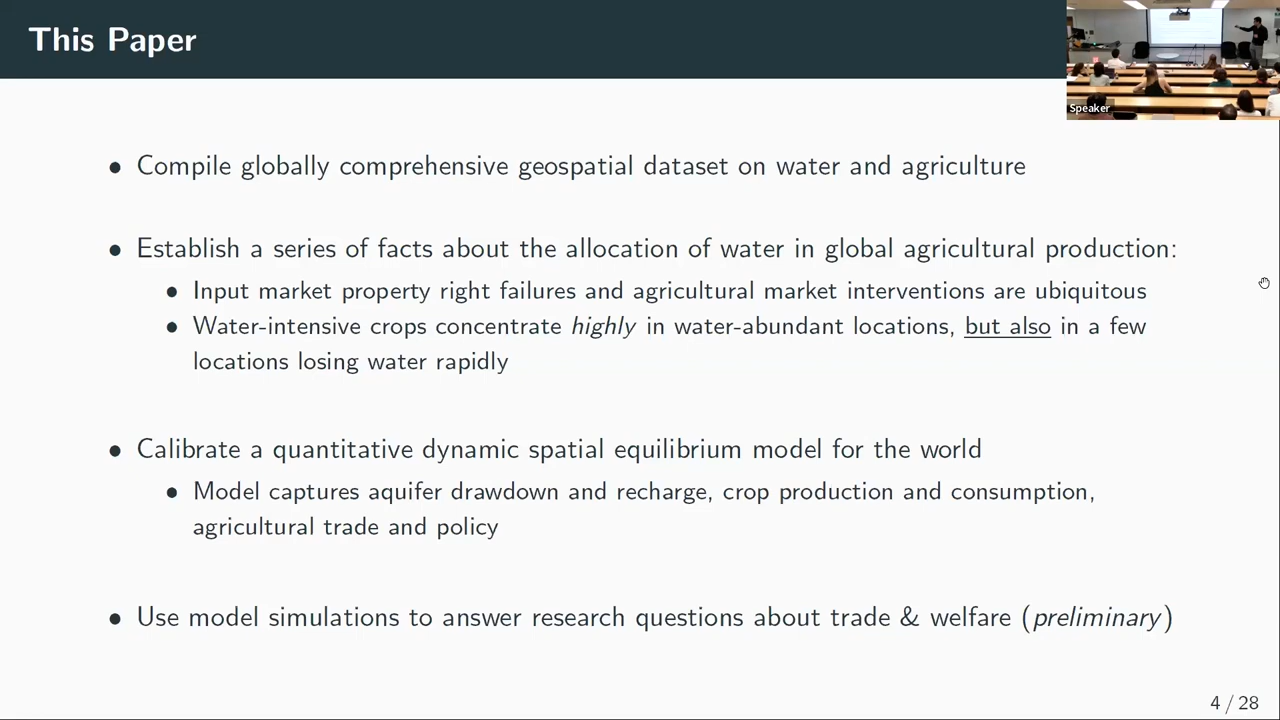 This Paper
Speaker
• Compile globally comprehensive geospatial dataset on water and agriculture
• Establish a series of facts about the allocation of water in global agricultural production:
• Input market property right failures and agricultural market interventions are ubiquitous
• Water-intensive crops concentrate highly in water-abundant locations, but also in a few
locations losing water rapidly
• Calibrate a quantitative dynamic spatial equilibrium model for the world
• Model captures aquifer drawdown and recharge, crop production and consumption,
agricultural trade and policy
• Use model simulations to answer research questions about trade & welfare (preliminary)
4 / 28